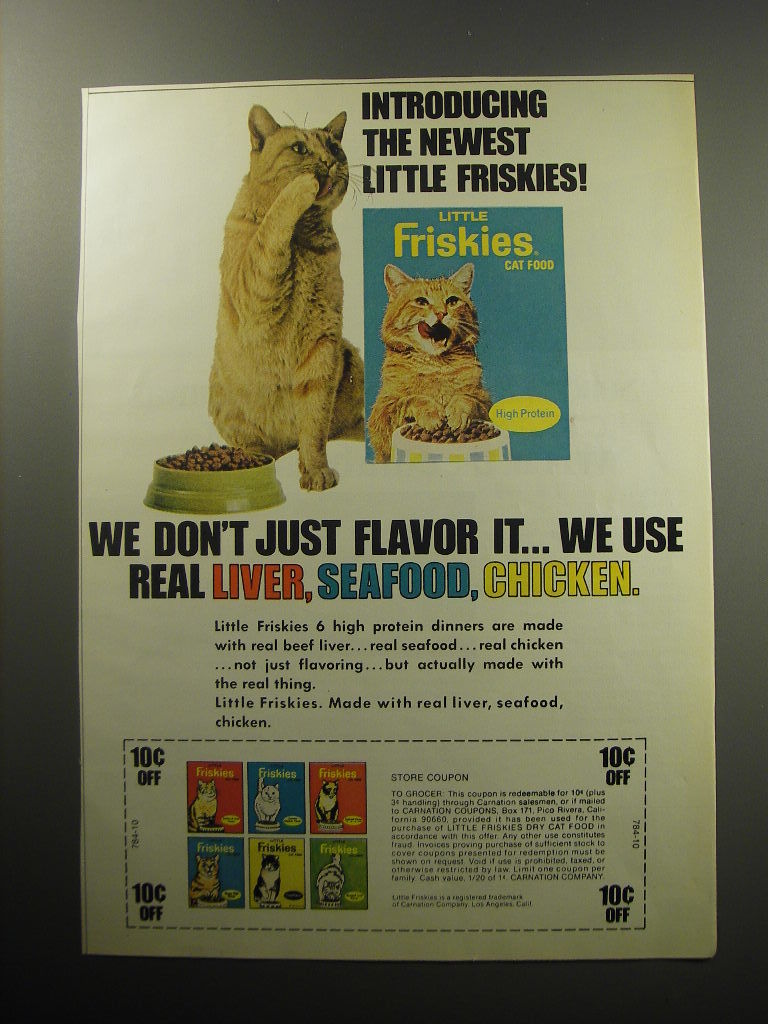 INTRODUCING
THE NEWEST
LITTLE FRISKIES!
LITTLE
Friskies®
CAT FOOD
High Protein
WE DON'T JUST FLAVOR IT... WE USE
REAL LIVER, SEAFOOD, CHICKEN.
Little Friskies 6 high protein dinners are made
with real beef liver...real seafood...real chicken
...not just flavoring...but actually made with
the real thing.
Little Friskies. Made with real liver, seafood,
chicken.
10¢
OFF
10¢
OFF
Friskies
Friskies
Friskies
Friskies
Friskies
Friskies
784-10
STORE COUPON
TO GROCER: This coupon is redeemable for 10¢ (plus
3¢ handling) through Carnation salesmen, or if mailed
to CARNATION COUPONS, Box 171, Pico Rivera, Cali-
fornia 90660, provided it has been used for the
purchase of LITTLE FRISKIES DRY CAT FOOD in
accordance with this offer. Any other use constitutes
fraud. Invoices proving purchase of sufficient stock to
cover coupons presented for redemption must be
shown on request. Void if use is prohibited, taxed, or
otherwise restricted by law. Limit one coupon per
family. Cash value, 1/20 of 1¢. CARNATION COMPANY.
Little Friskies is a registered trademark
of Carnation Company, Los Angeles, Calif.
784-10
10¢
OFF
10¢
OFF